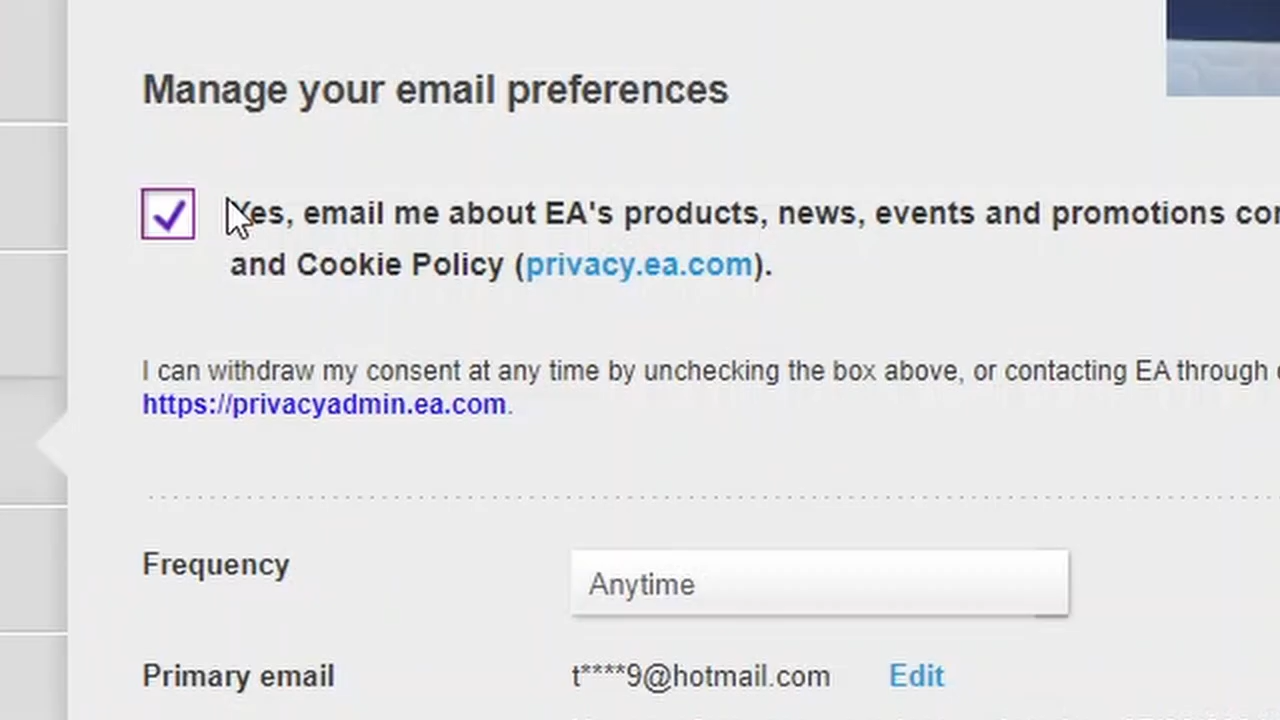 Manage your email preferences
Yes, email me about EA's products, news, events and promotions
and Cookie Policy (privacy.ea.com).
I can withdraw my consent at any time by unchecking the box above, or contacting EA through
https://privacyadmin.ea.com.
Frequency
Anytime
Primary email
t****9@hotmail.com
Edit